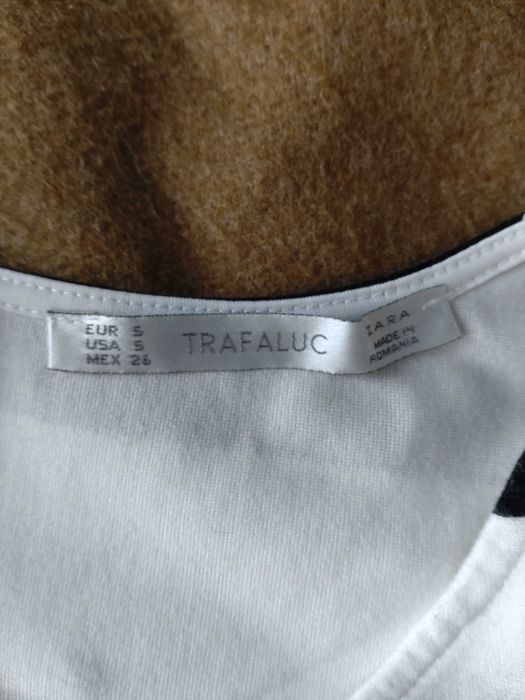 EUR S
USA S
MEX 26
TRAFALUC
ZARA
MADE IN
ROMANIA